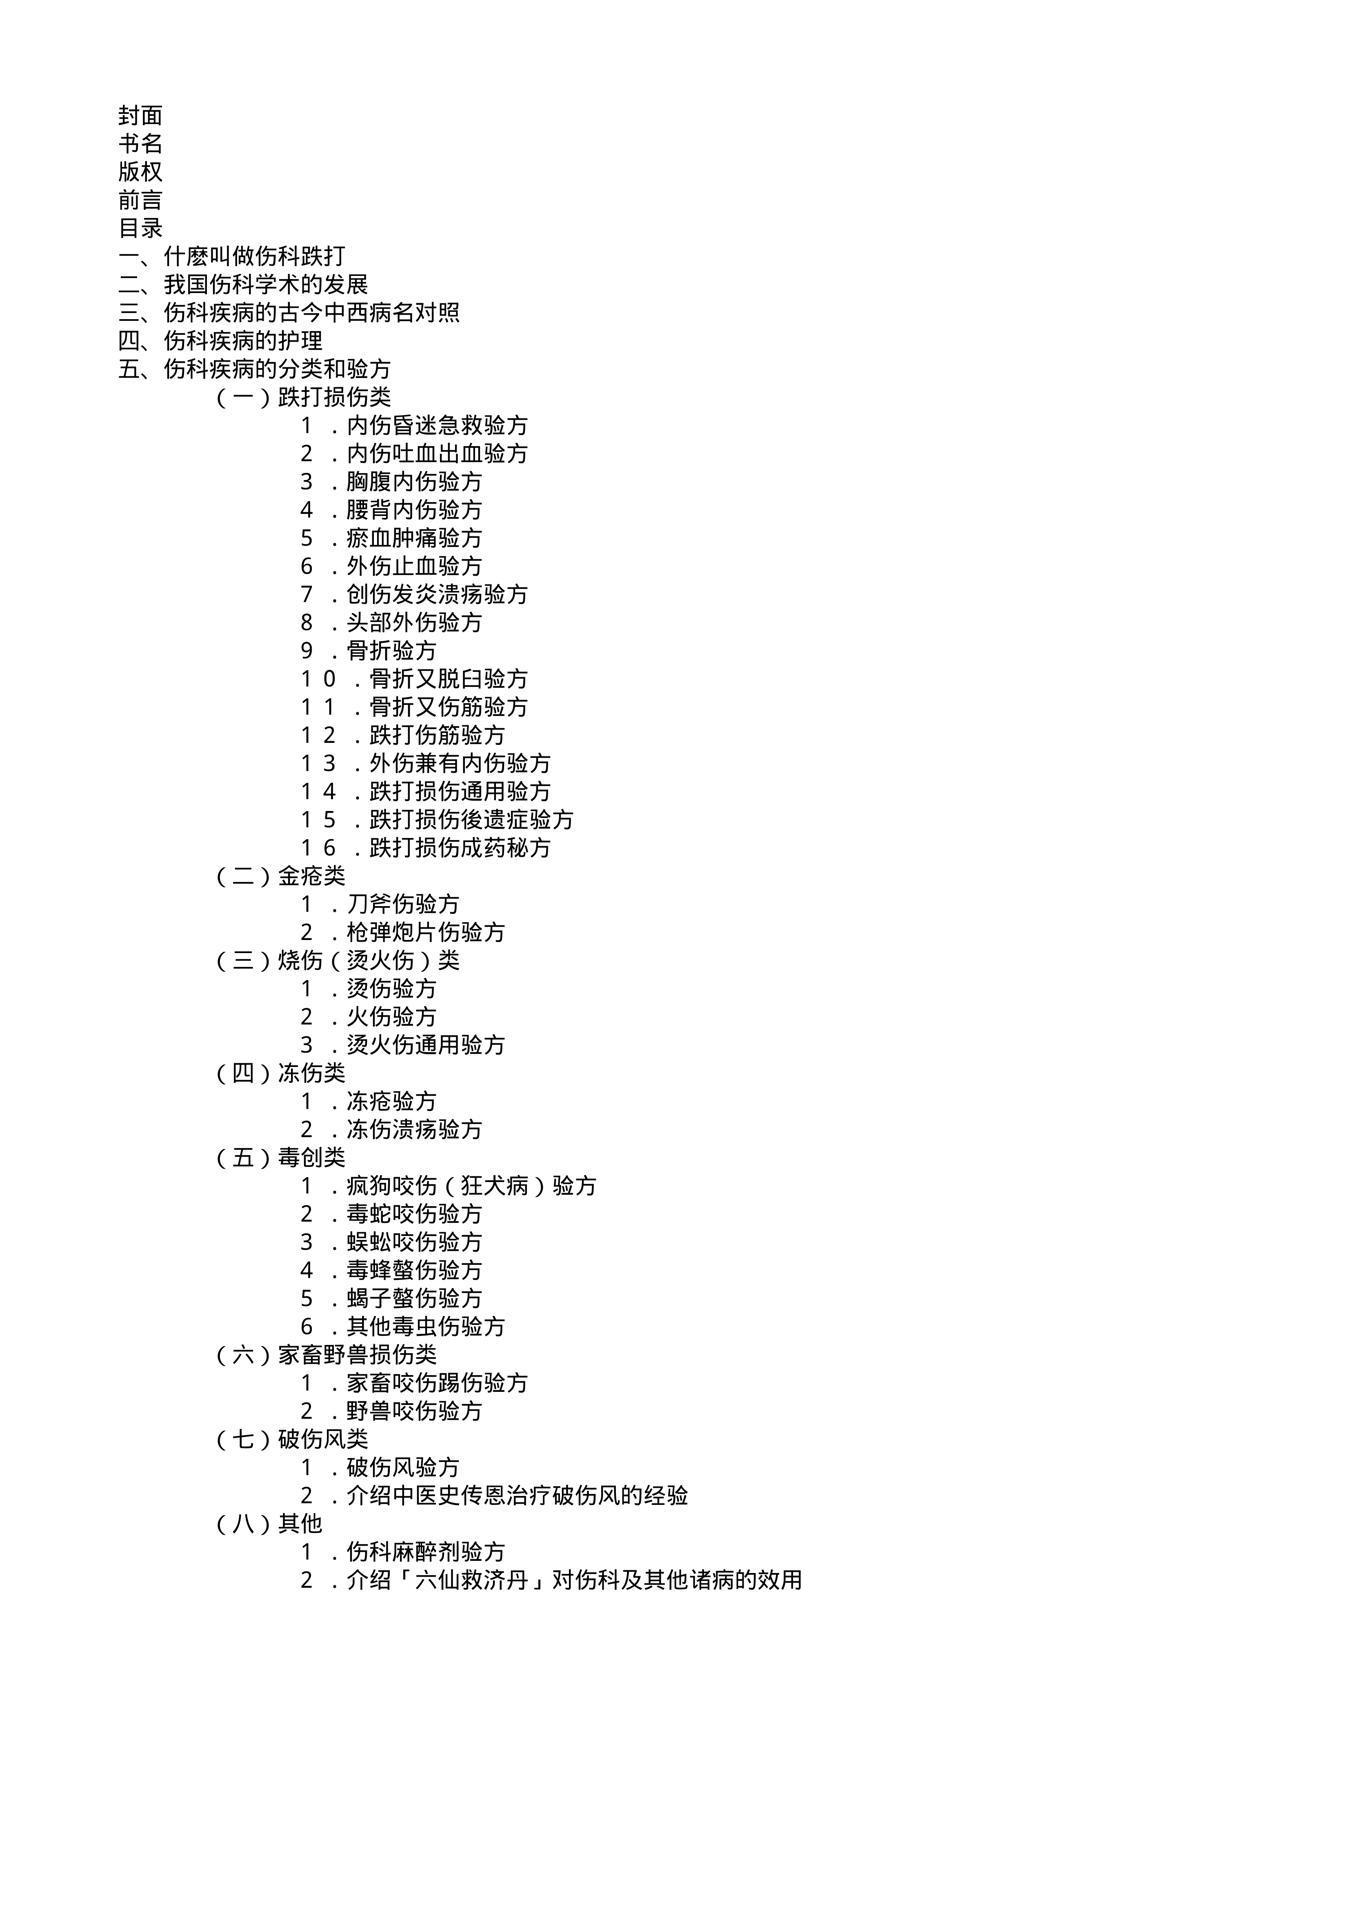 封面
书名
版权
前言
目录
一、什麽叫做伤科跌打
二、我国伤科学术的发展
三、伤科疾病的古今中西病名对照
四、伤科疾病的护理
五、伤科疾病的分类和验方
（一）跌打损伤类
１．内伤昏迷急救验方
２．内伤吐血出血验方
３．胸腹内伤验方
４．腰背内伤验方
５．瘀血肿痛验方
６．外伤止血验方
７．创伤发炎溃疡验方
８．头部外伤验方
９．骨折验方
１０．骨折又脱臼验方
１１．骨折又伤筋验方
１２．跌打伤筋验方
１３．外伤兼有内伤验方
１４．跌打损伤通用验方
１５．跌打损伤後遗症验方
１６．跌打损伤成药秘方
（二）金疮类
１．刀斧伤验方
２．枪弹炮片伤验方
（三）烧伤（烫火伤）类
１．烫伤验方
２．火伤验方
３．烫火伤通用验方
（四）冻伤类
１．冻疮验方
２．冻伤溃疡验方
（五）毒创类
１．疯狗咬伤（狂犬病）验方
２．毒蛇咬伤验方
３．蜈蚣咬伤验方
４．毒蜂螫伤验方
５．蝎子螫伤验方
６．其他毒虫伤验方
（六）家畜野兽损伤类
１．家畜咬伤踢伤验方
２．野兽咬伤验方
（七）破伤风类
１．破伤风验方
２．介绍中医史传恩治疗破伤风的经验
（八）其他
１．伤科麻醉剂验方
２．介绍「六仙救济丹」对伤科及其他诸病的效用